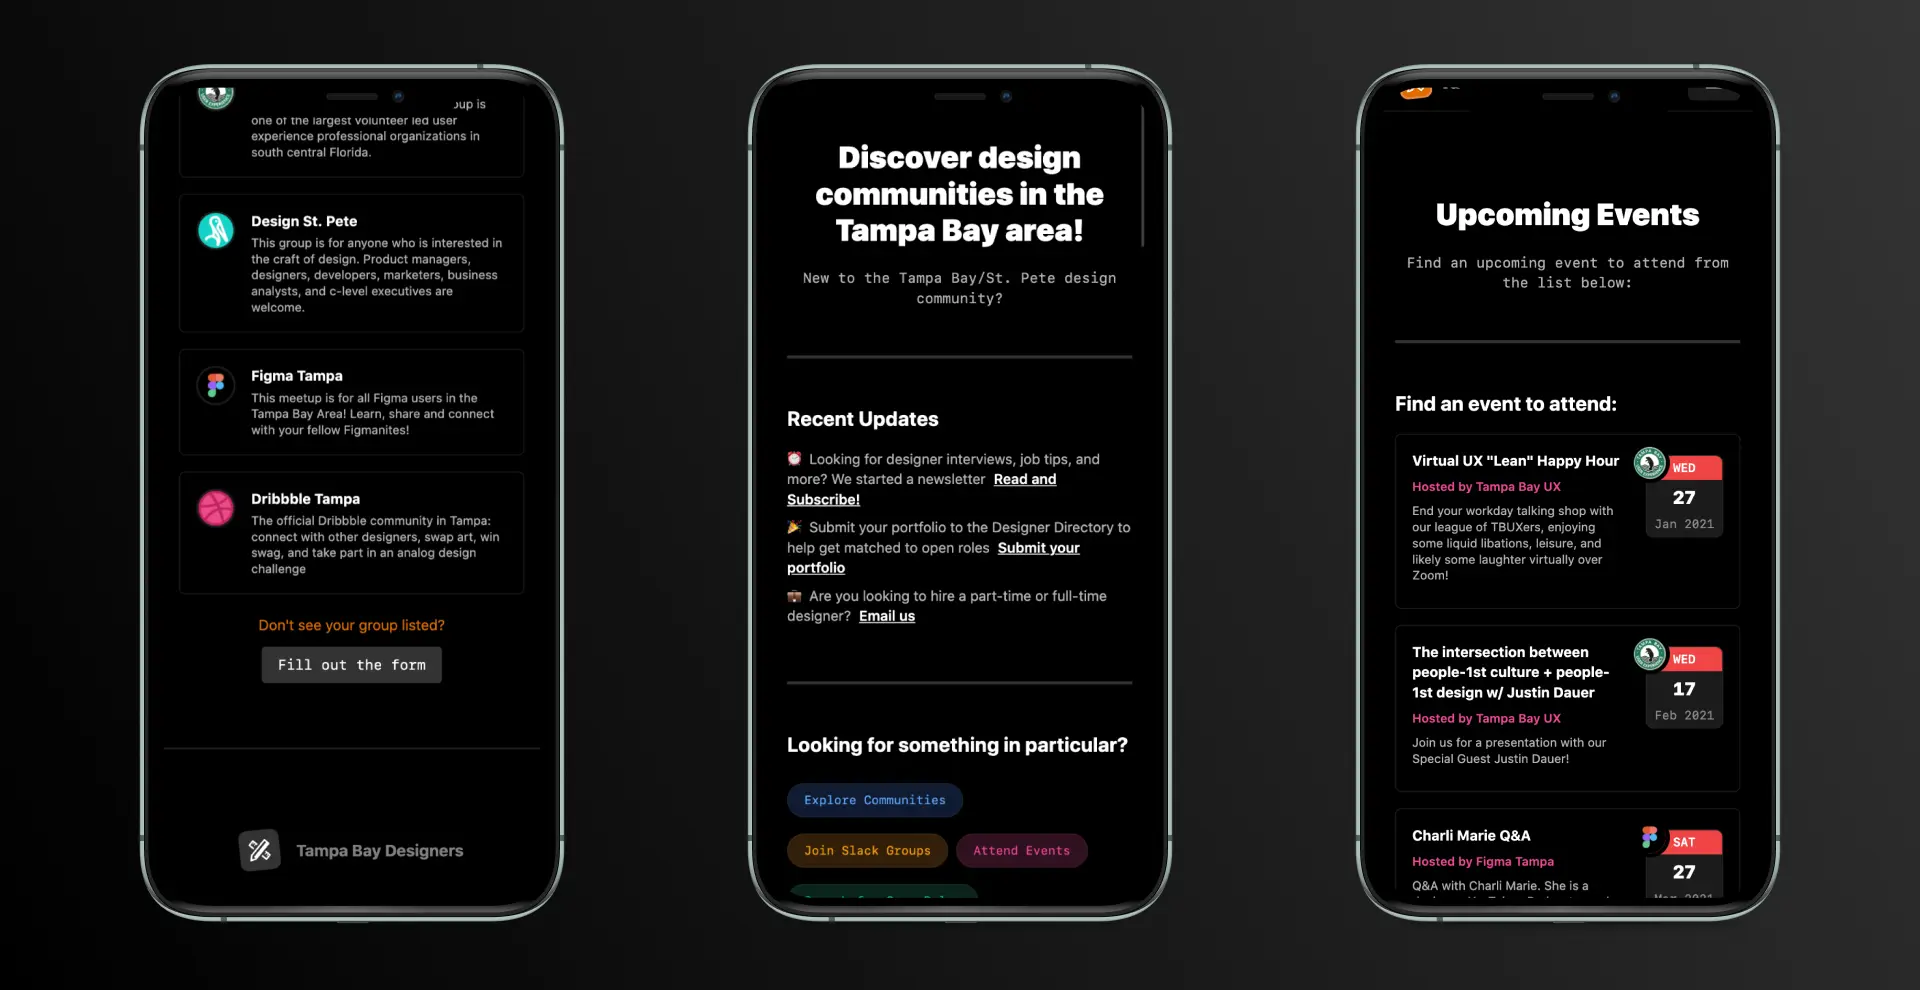 oup is
one of the largest volunteer led user
experience professional organizations in
south central Florida.
Design St. Pete
This group is for anyone who is interested in
the craft of design. Product managers,
designers, developers, marketers, business
analysts, and c-level executives are
welcome.
Figma Tampa
This meetup is for all Figma users in the
Tampa Bay Area! Learn, share and connect
with your fellow Figmanites!
Dribbble Tampa
The official Dribbble community in Tampa:
connect with other designers, swap art, win
swag, and take part in an analog design
challenge
Don't see your group listed?
Fill out the form
Tampa Bay Designers
Discover design
communities in the
Tampa Bay area!
New to the Tampa Bay/St. Pete design
community?
Recent Updates
⏰ Looking for designer interviews, job tips, and
more? We started a newsletter Read and
Subscribe!
🎉 Submit your portfolio to the Designer Directory to
help get matched to open roles Submit your
portfolio
💼 Are you looking to hire a part-time or full-time
designer? Email us
Looking for something in particular?
Explore Communities
Join Slack Groups
Attend Events
Upcoming Events
Find an upcoming event to attend from
the list below:
Find an event to attend:
Virtual UX "Lean" Happy Hour
Hosted by Tampa Bay UX
End your workday talking shop with
our league of TBUXers, enjoying
some liquid libations, leisure, and
likely some laughter virtually over
Zoom!
WED
27
Jan 2021
The intersection between
people-1st culture + people-
1st design w/ Justin Dauer
Hosted by Tampa Bay UX
Join us for a presentation with our
Special Guest Justin Dauer!
WED
17
Feb 2021
Charli Marie Q&A
Hosted by Figma Tampa
Q&A with Charli Marie. She is a
SAT
27
Mar 2021